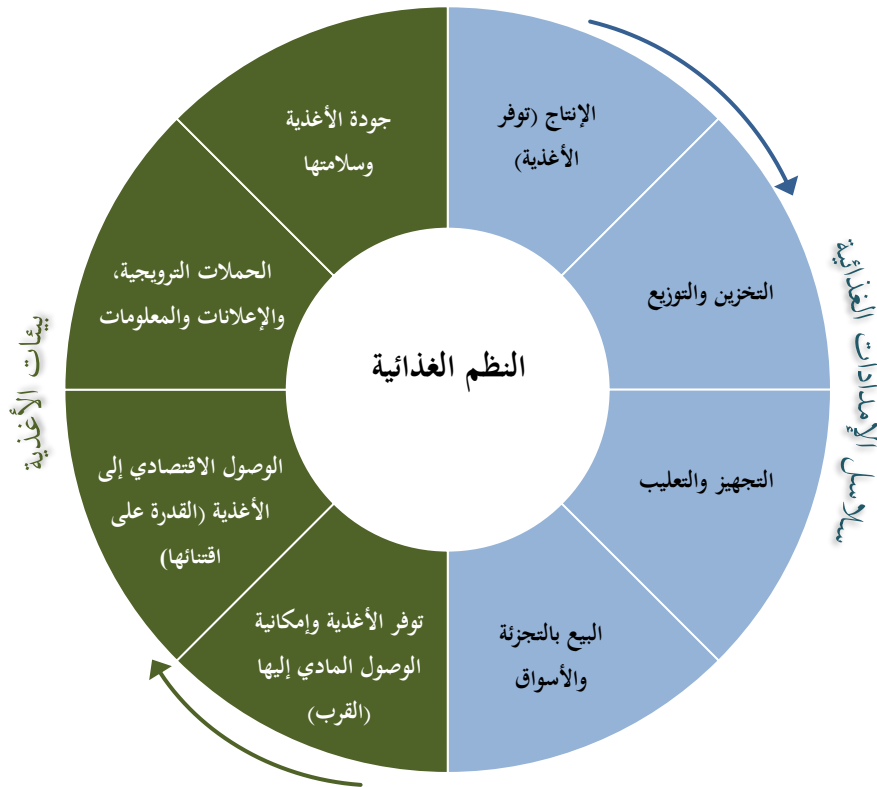 النظم الغذائية
سلاسل الإمدادات الغذائية
الإنتاج (توفر
الأغذية)
التخزين والتوزيع
التجهيز والتعليب
البيع بالتجزئة
والأسواق
بيئات الأغذية
توفر الأغذية وإمكانية
الوصول المادي إليها
(القرب)
الوصول الاقتصادي إلى
الأغذية (القدرة على
اقتنائها)
الحملات الترويجية،
والإعلانات والمعلومات
جودة الأغذية
وسلامتها